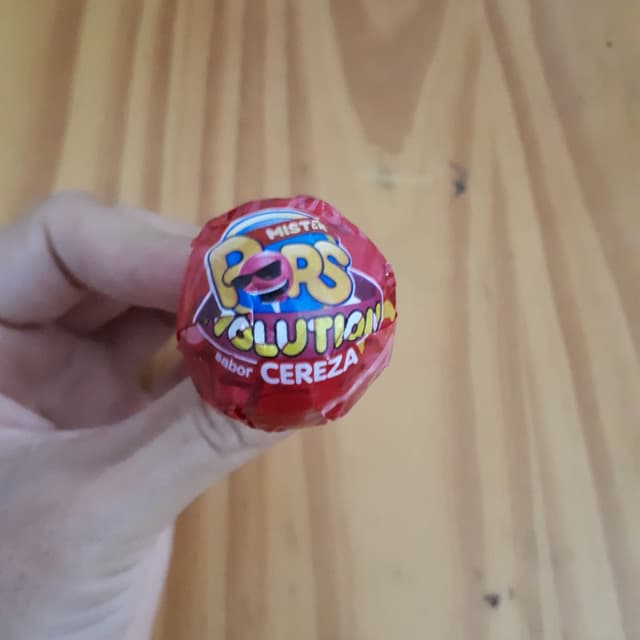 MISTER
POPS
VOLUTION
sabor CEREZA